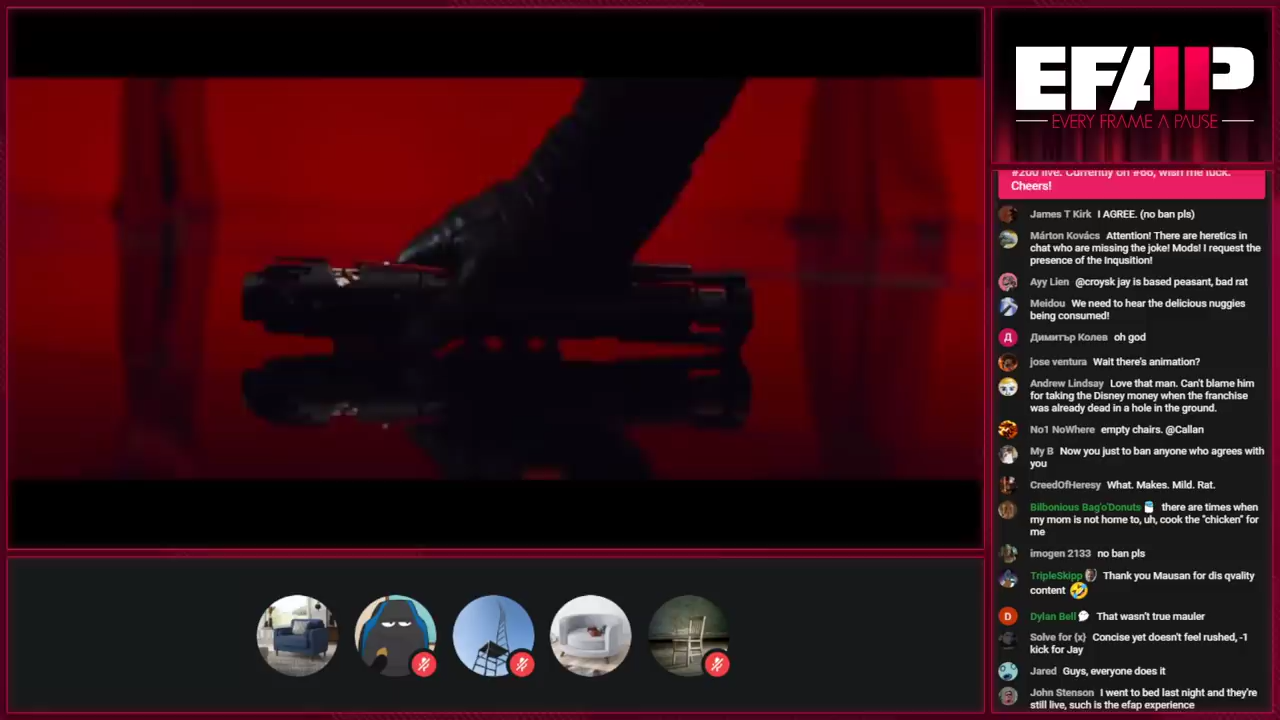 EFAP
EVERY FRAME A PAUSE
#200 live. Currently on #66, wish me luck.
Cheers!
James T Kirk I AGREE. (no ban pls)
Márton Kovács Attention! There are heretics in
chat who are missing the joke! Mods! I request the
presence of the Inqusition!
Ayy Lien @croysk jay is based peasant, bad rat
Meidou We need to hear the delicious nuggies
being consumed!
Д
Димитър Колев oh god
jose ventura Wait there's animation?
Andrew Lindsay Love that man. Can't blame him
for taking the Disney money when the franchise
was already dead in a hole in the ground.
No1 NoWhere empty chairs. @Callan
My B Now you just to ban anyone who agrees with
you
CreedOfHeresy What. Makes. Mild. Rat.
Bilbonious Bag'o'Donuts there are times when
my mom is not home to, uh, cook the "chicken" for
me
imogen 2133 no ban pls
TripleSkipp Thank you Mausan for dis qvality
content 🤣
D
Dylan Bell That wasn't true mauler
Solve for {x} Concise yet doesn't feel rushed, -1
kick for Jay
Jared Guys, everyone does it
John Stenson I went to bed last night and they're
still live, such is the efap experience